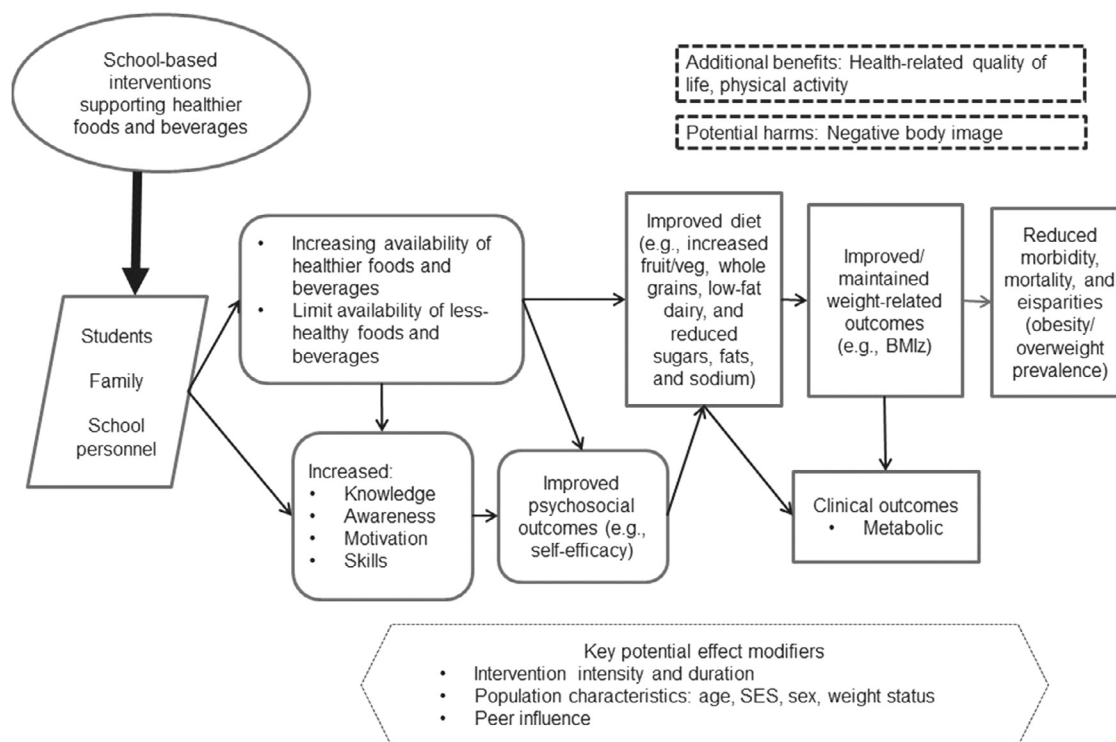 School-based
interventions
supporting healthier
foods and beverages
Additional benefits: Health-related quality of
life, physical activity
Potential harms: Negative body image
Students
Family
School
personnel
• Increasing availability of
healthier foods and
beverages
• Limit availability of less-
healthy foods and
beverages
Improved diet
(e.g., increased
fruit/veg, whole
grains, low-fat
dairy, and
reduced
sugars, fats,
and sodium)
Improved/
maintained
weight-related
outcomes
(e.g., BMIz)
Reduced
morbidity,
mortality, and
eisparities
(obesity/
overweight
prevalence)
Increased:
• Knowledge
• Awareness
• Motivation
• Skills
Improved
psychosocial
outcomes (e.g.,
self-efficacy)
Clinical outcomes
• Metabolic
Key potential effect modifiers
• Intervention intensity and duration
• Population characteristics: age, SES, sex, weight status
• Peer influence